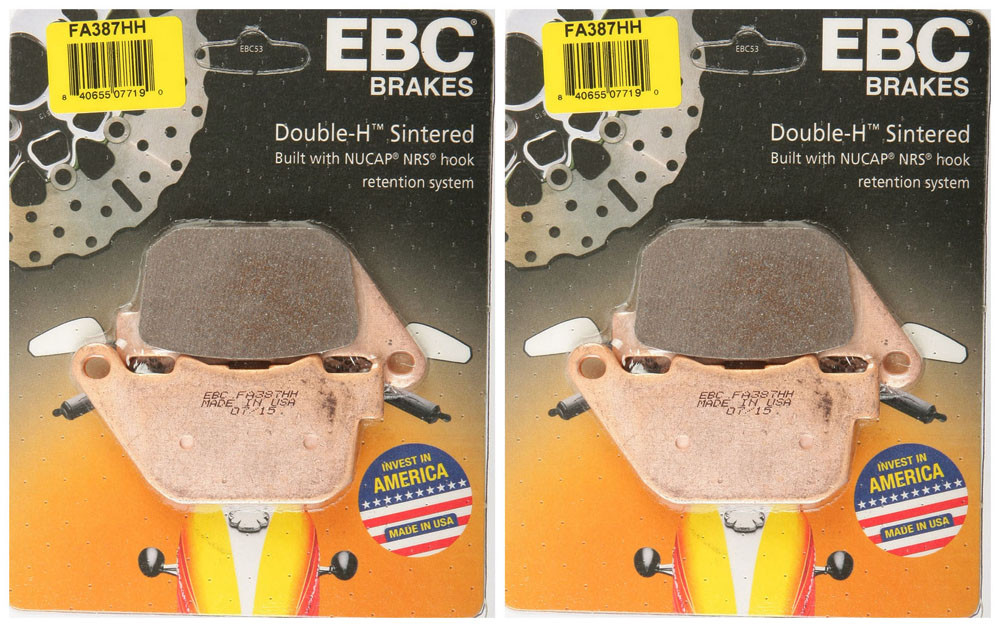 FA387HH
8 40655 07719 0
EBC53
EBC
BRAKES
Double-H™ Sintered
Built with NUCAP® NRS® hook
retention system
EBC FA387HH
MADE IN USA
07/15
INVEST IN
AMERICA
MADE IN USA
FA387HH
8 40655 07719 0
EBC53
EBC
BRAKES
Double-H™ Sintered
Built with NUCAP® NRS® hook
retention system
EBC FA387HH
MADE IN USA
07/15
INVEST IN
AMERICA
MADE IN USA